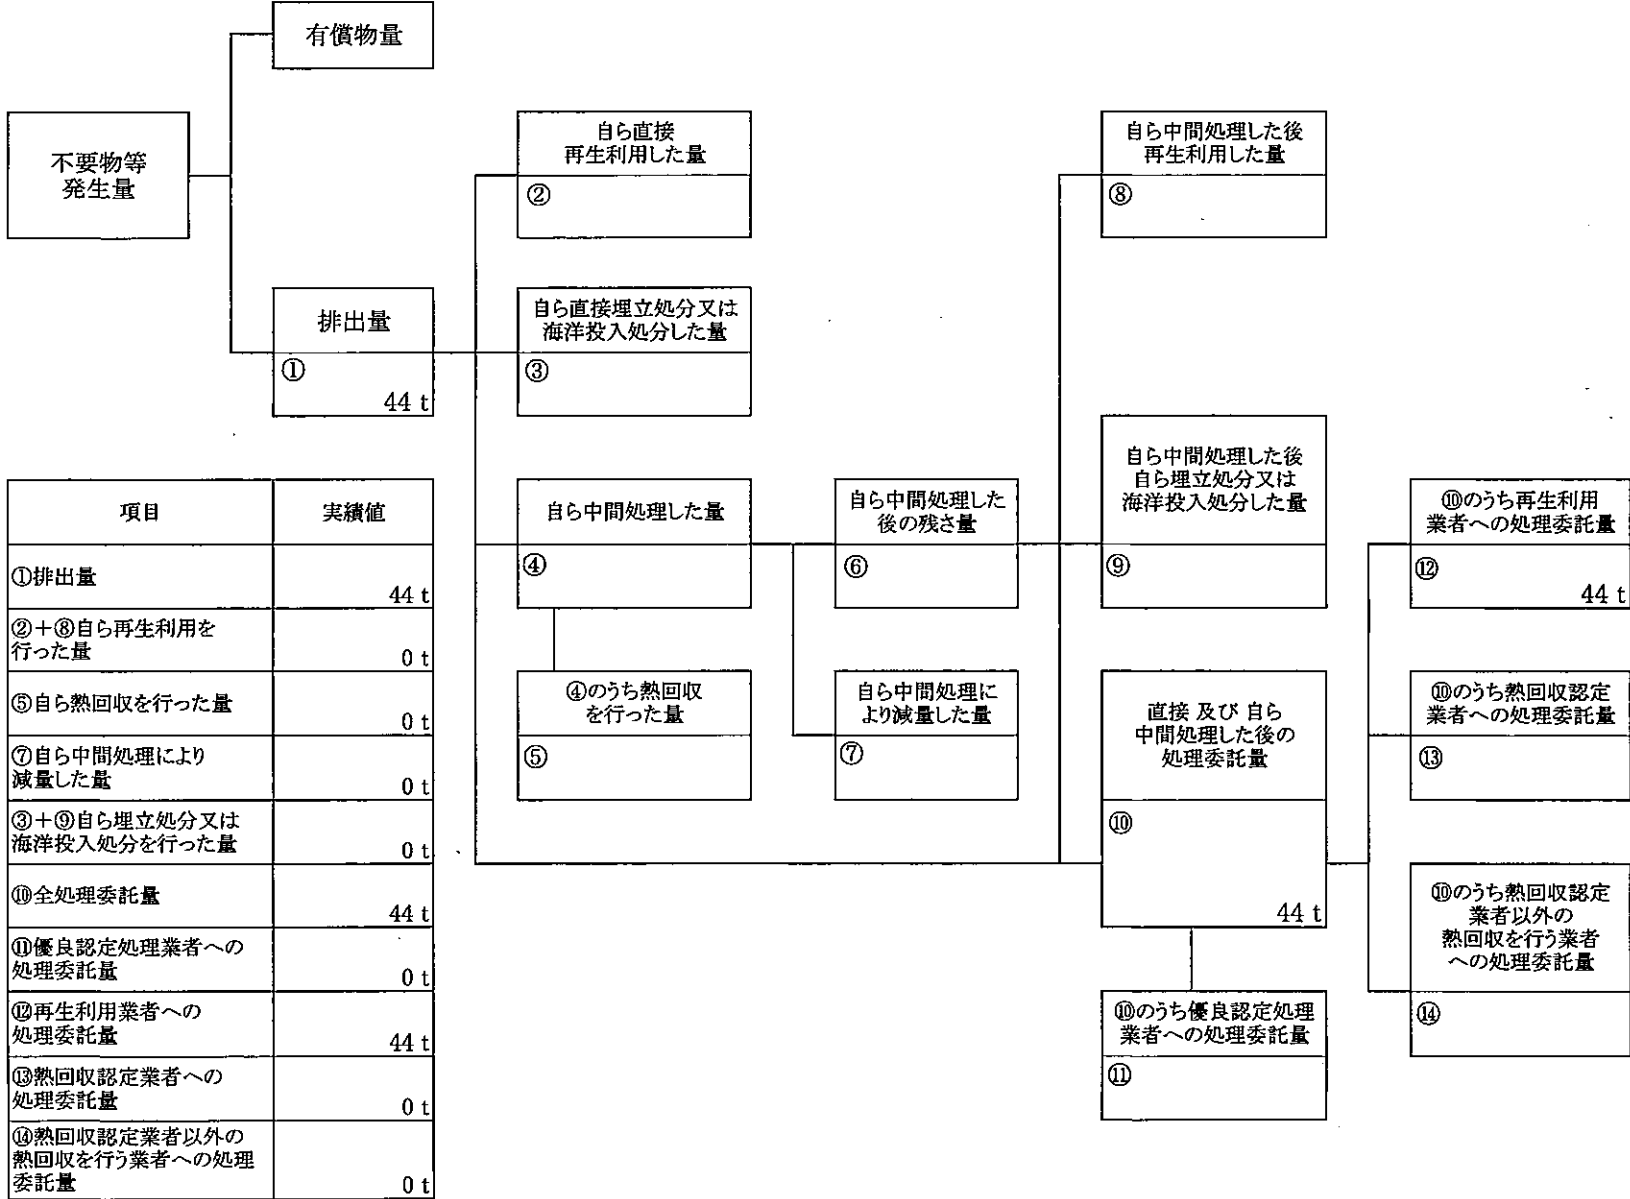 有償物量
不要物等
発生量
自ら直接
再生利用した量
②
自ら中間処理した後
再生利用した量
⑧
排出量
①
44 t
自ら直接埋立処分又は
海洋投入処分した量
③
項目 実績値
①排出量 44 t
②+⑧自ら再生利用を
行った量 0 t
⑤自ら熱回収を行った量 0 t
⑦自ら中間処理により
減量した量 0 t
③+⑨自ら埋立処分又は
海洋投入処分を行った量 0 t
⑩全処理委託量 44 t
⑪優良認定処理業者への
処理委託量 0 t
⑫再生利用業者への
処理委託量 44 t
⑬熱回収認定業者への
処理委託量 0 t
⑭熱回収認定業者以外の
熱回収を行う業者への処理
委託量 0 t
自ら中間処理した量
④
④のうち熱回収
を行った量
⑤
自ら中間処理した
後の残さ量
⑥
自ら中間処理に
より減量した量
⑦
自ら中間処理した後
自ら埋立処分又は
海洋投入処分した量
⑨
直接 及び 自ら
中間処理した後の
処理委託量
⑩
44 t
⑩のうち優良認定処理
業者への処理委託量
⑪
⑩のうち再生利用
業者への処理委託量
⑫
44 t
⑩のうち熱回収認定
業者への処理委託量
⑬
⑩のうち熱回収認定
業者以外の
熱回収を行う業者
への処理委託量
⑭